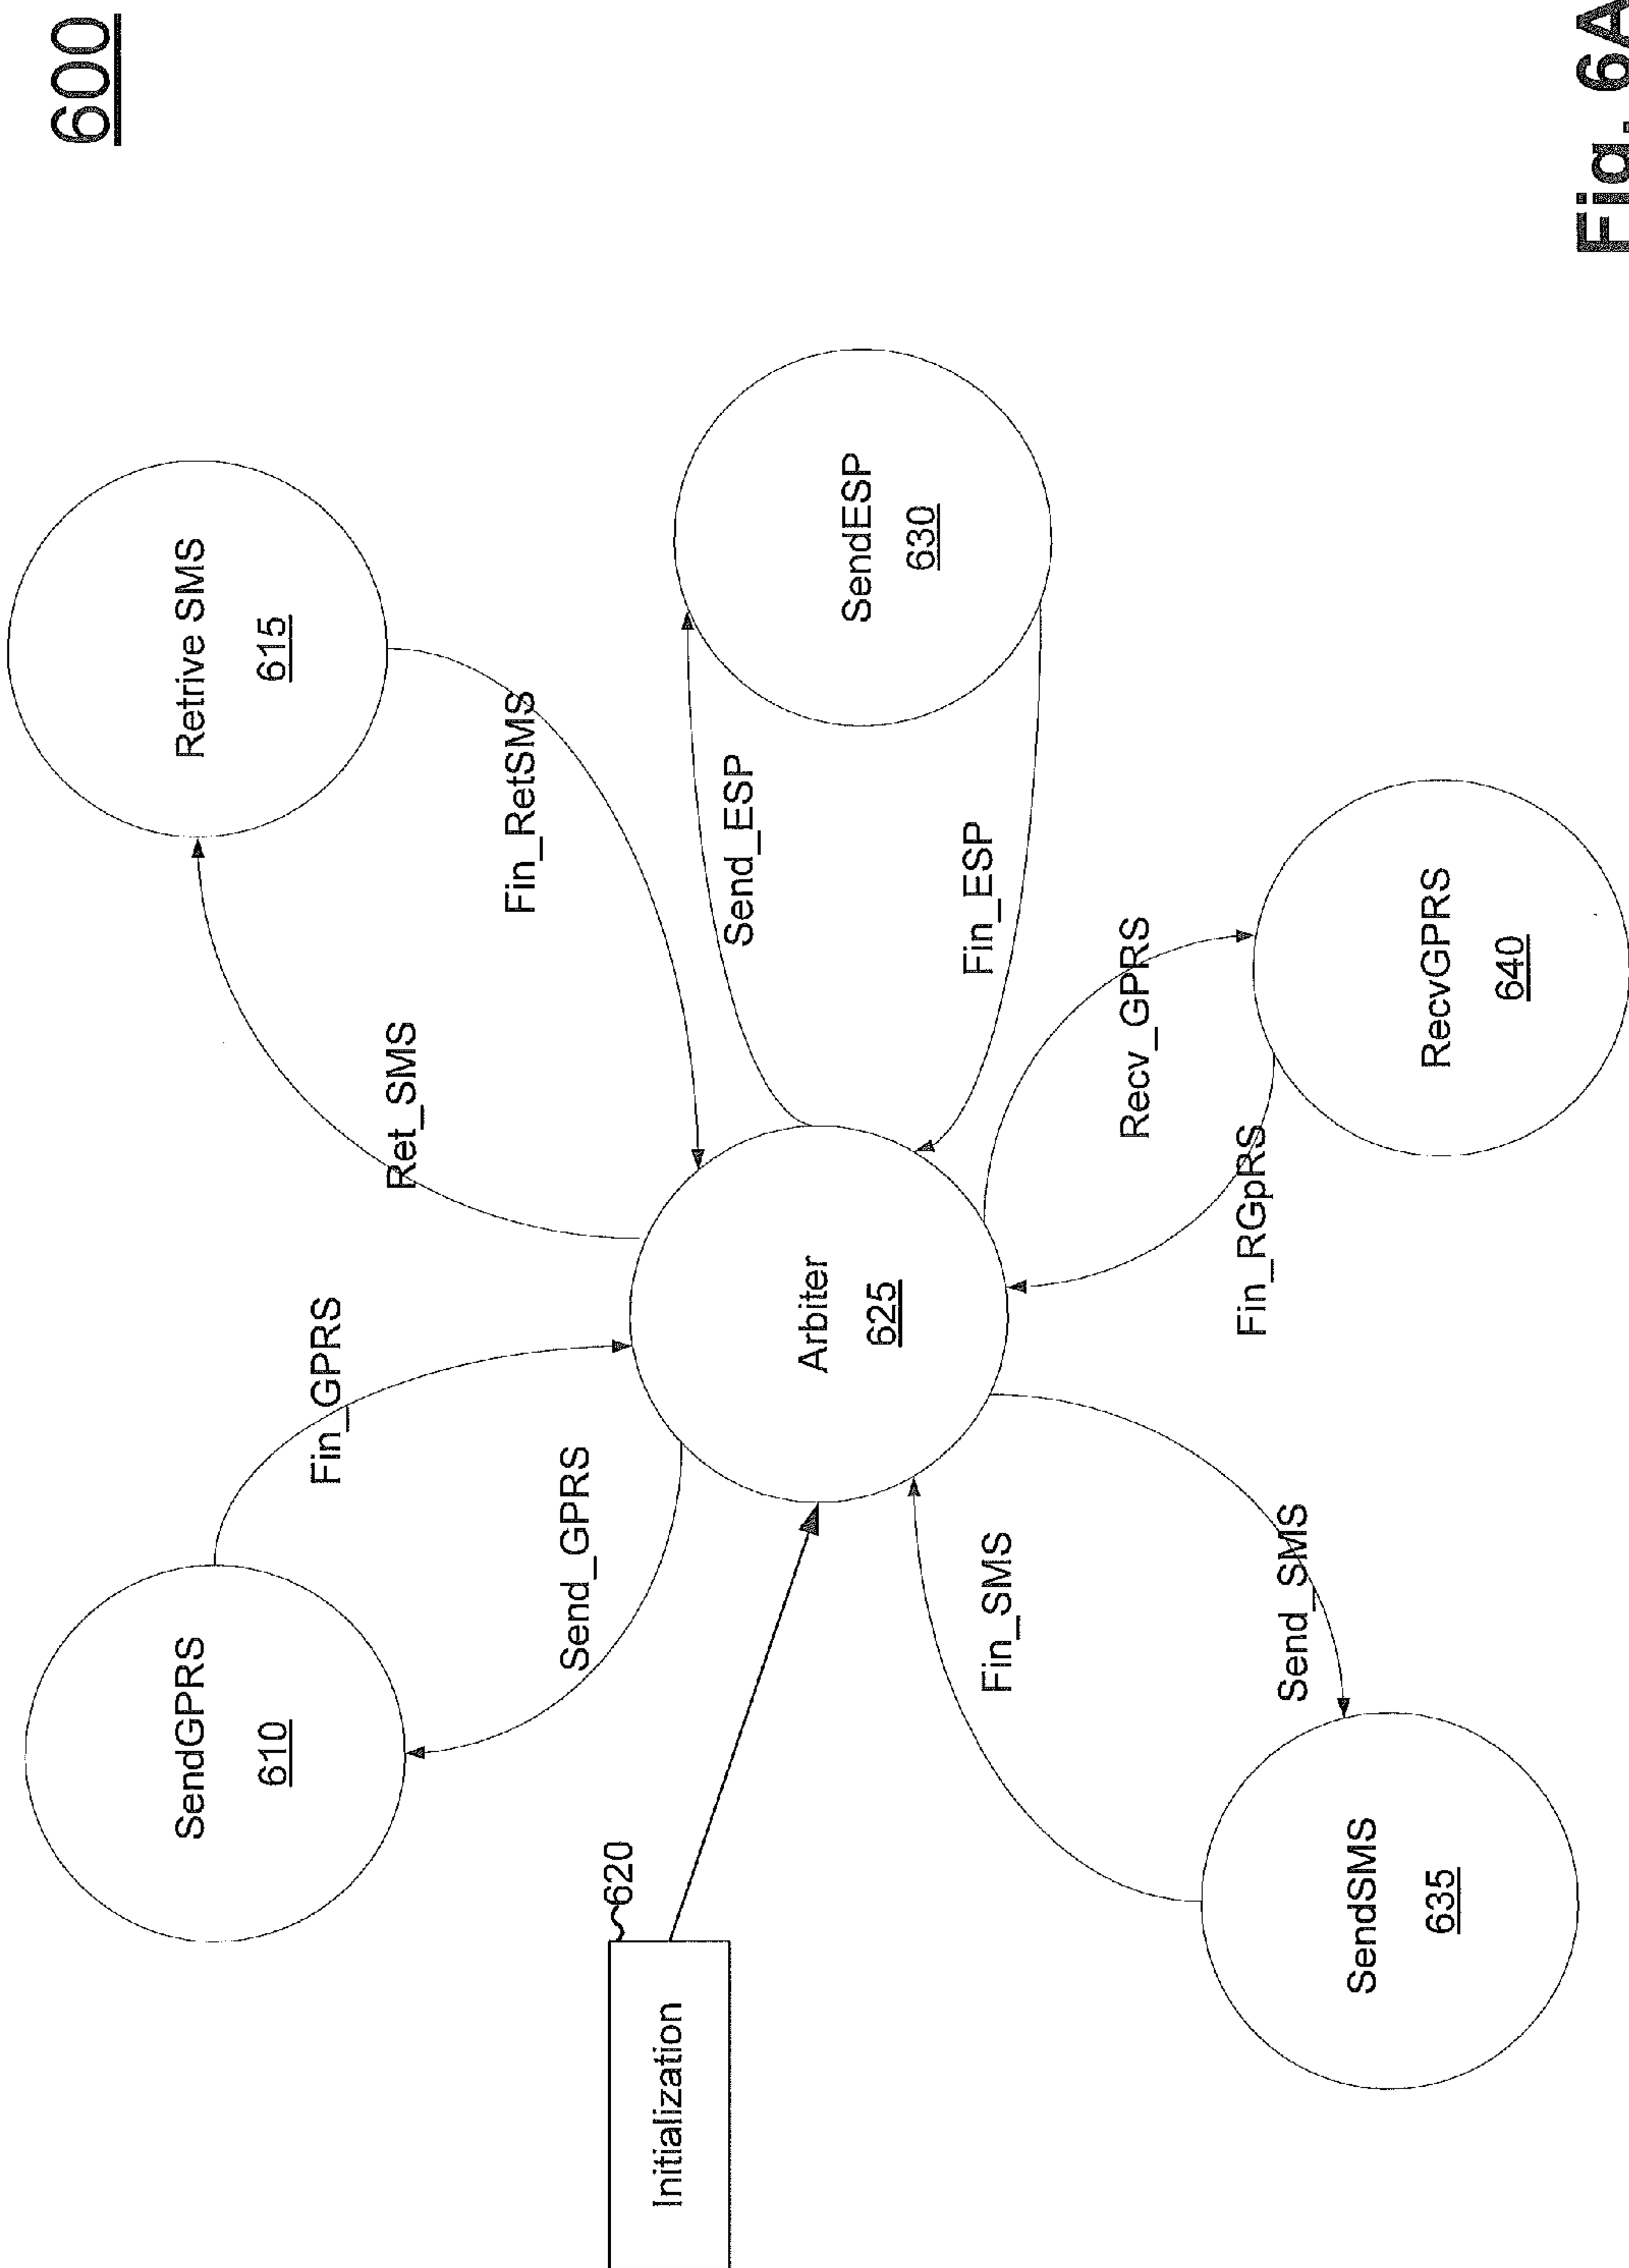 600
SendGPRS
610
Fin_GPRS
Send_GPRS
Retrive SMS
615
Ret_SMS
Fin_RetSMS
620
Initialization
Arbiter
625
Send_ESP
Fin_ESP
SendESP
630
Fin_SMS
Send_SMS
SendSMS
635
Recv_GPRS
Fin_RGpRS
RecvGPRS
640
Fig. 6A